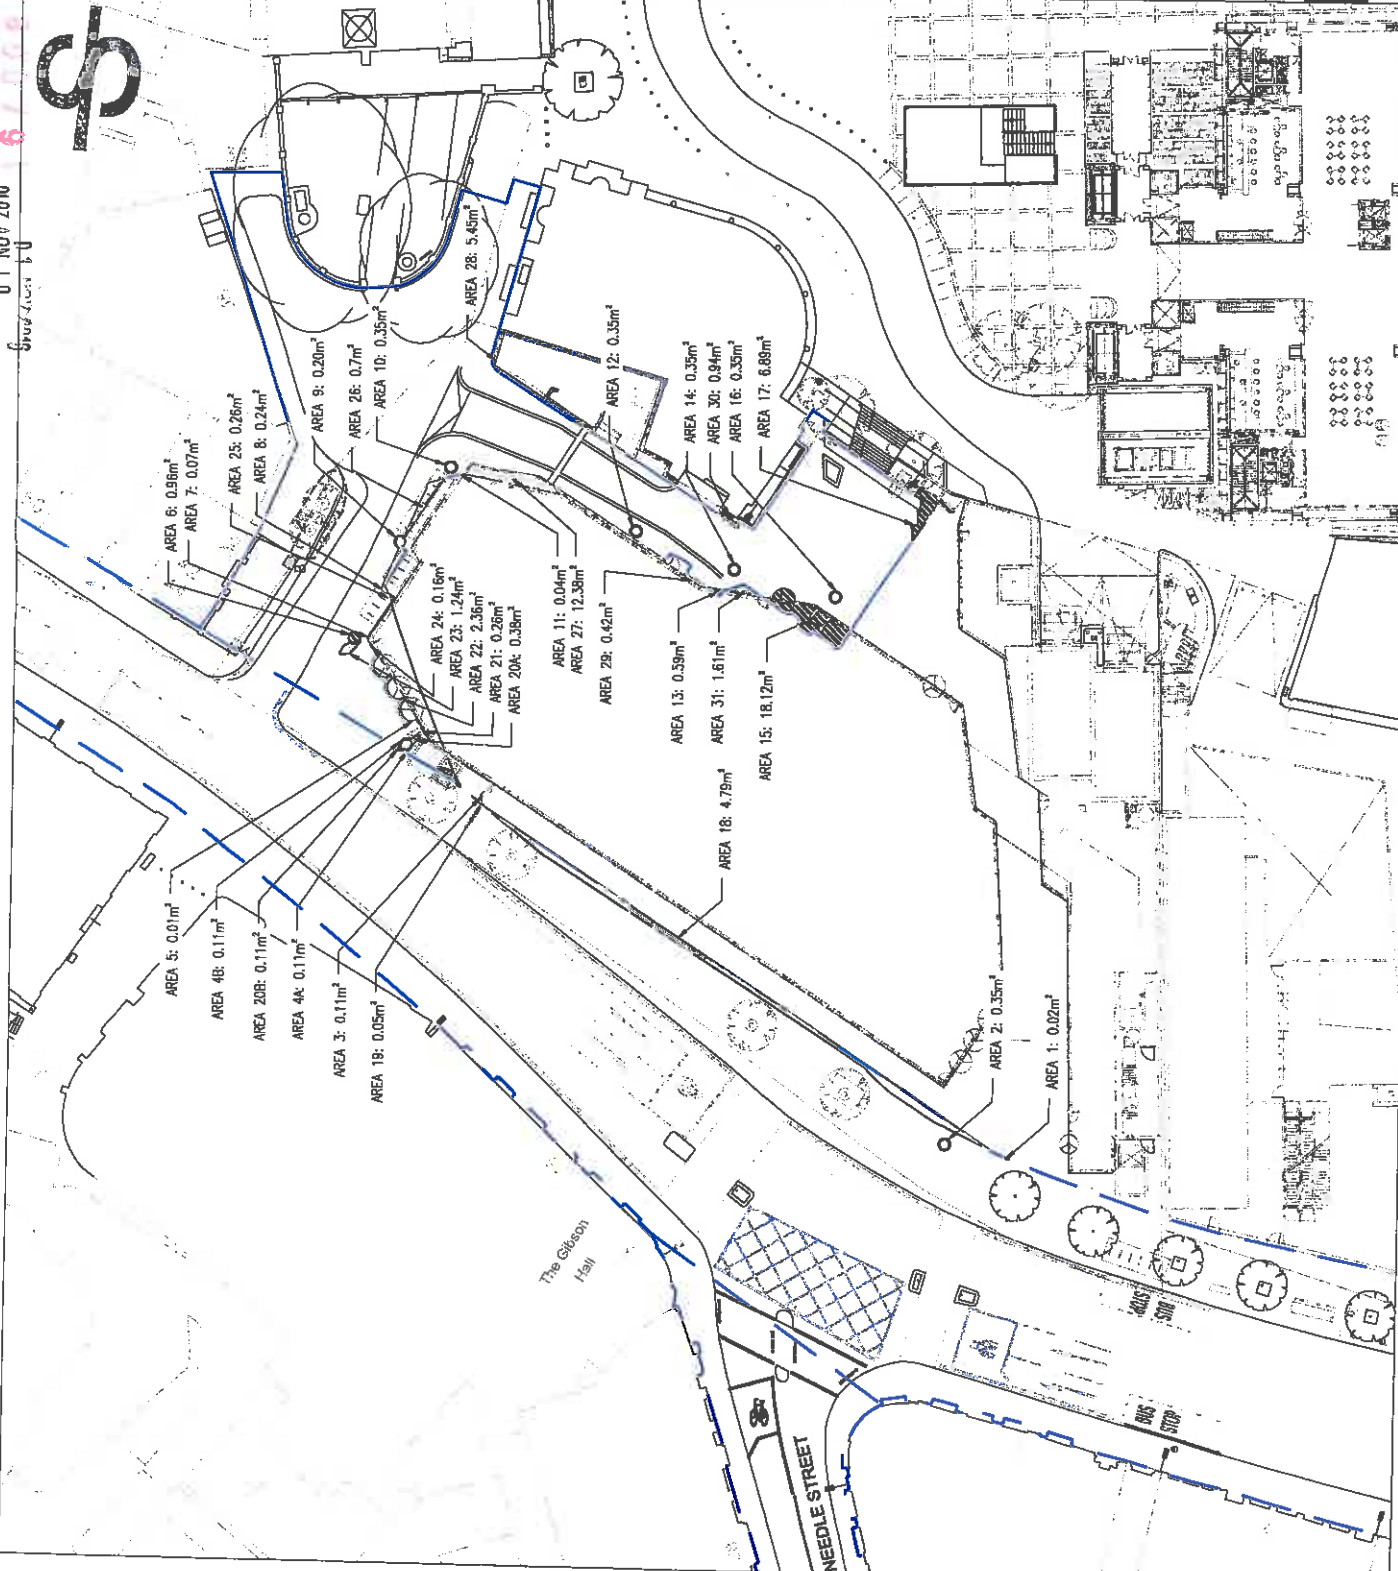 NOV 2010
S
AREA 6: 0.96m²
AREA 7: 0.07m²
AREA 25: 0.26m²
AREA 8: 0.24m²
AREA 9: 0.20m²
AREA 26: 0.7m²
AREA 10: 0.35m²
AREA 28: 5.45m²
AREA 12: 0.35m²
AREA 14: 0.35m²
AREA 30: 0.94m²
AREA 16: 0.35m²
AREA 17: 6.89m²
AREA 24: 0.16m²
AREA 23: 1.24m²
AREA 22: 2.36m²
AREA 21: 0.26m²
AREA 20A: 0.38m²
AREA 11: 0.04m²
AREA 27: 12.38m²
AREA 29: 0.42m²
AREA 13: 0.59m²
AREA 31: 1.61m²
AREA 15: 18.12m²
AREA 18: 4.79m²
AREA 5: 0.01m²
AREA 4B: 0.11m²
AREA 20B: 0.11m²
AREA 4A: 0.11m²
AREA 3: 0.11m²
AREA 19: 0.05m²
AREA 2: 0.35m²
AREA 1: 0.02m²
The Gibson
Hall
BUS
STOP
BUS
STOP
NEEDLE STREET